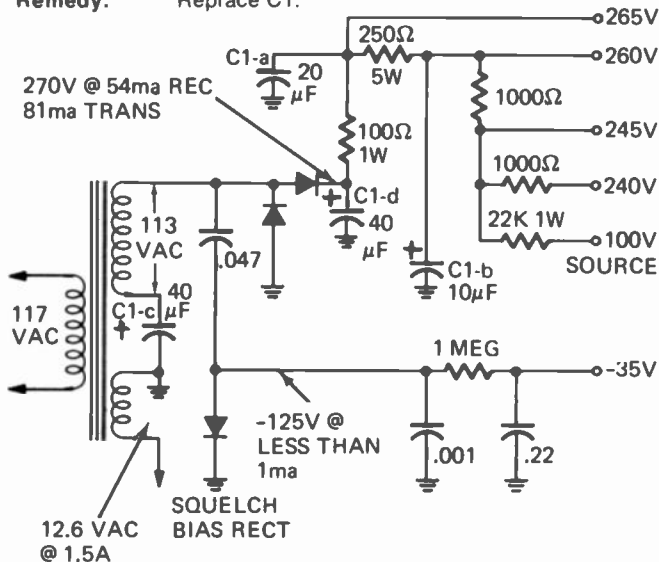 Remedy: Replace C1.
265V
250Ω
C1-a
20
μF
5W
260V
270V @ 54ma REC
81ma TRANS
1000Ω
100Ω
1W
245V
C1-d
40
μF
1000Ω
240V
22K 1W
100V
SOURCE
113
VAC
.047
C1-b
10μF
117
VAC
C1-c
40
μF
1 MEG
-35V
-125V @
LESS THAN
1ma
.001
.22
SQUELCH
BIAS RECT
12.6 VAC
@ 1.5A